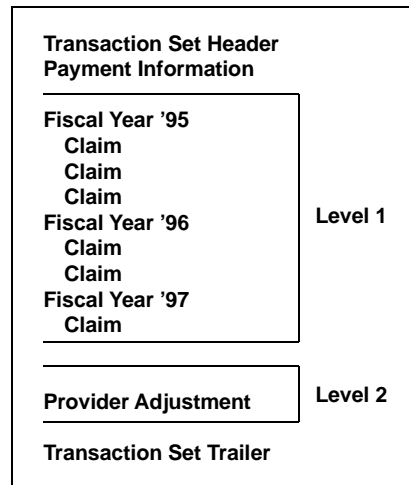 Transaction Set Header
Payment Information
Fiscal Year ’95
Claim
Claim
Claim
Fiscal Year ’96
Claim
Claim
Fiscal Year ’97
Claim
Level 1
Provider Adjustment
Level 2
Transaction Set Trailer